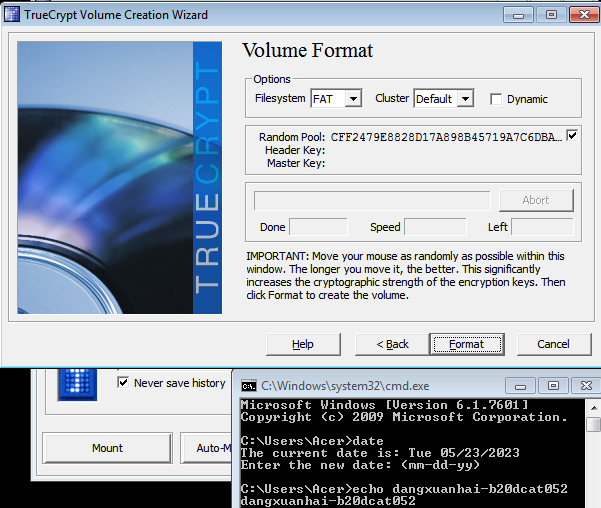 TrueCrypt Volume Creation Wizard
TRUECRYPT
Volume Format
Options
Filesystem FAT Cluster Default Dynamic
Random Pool: CFF2479E8828D17A898B45719A7C6DBA...
Header Key:
Master Key:
Abort
Done Speed Left
IMPORTANT: Move your mouse as randomly as possible within this
window. The longer you move it, the better. This significantly
increases the cryptographic strength of the encryption keys. Then
click Format to create the volume.
Help < Back Format Cancel
Never save history
Mount Auto-M
C:\Windows\system32\cmd.exe
Microsoft Windows [Version 6.1.7601]
Copyright (c) 2009 Microsoft Corporation.
C:\Users\Acer>date
The current date is: Tue 05/23/2023
Enter the new date: (mm-dd-yy)
C:\Users\Acer>echo dangxuanhai-b20dcat052
dangxuanhai-b20dcat052